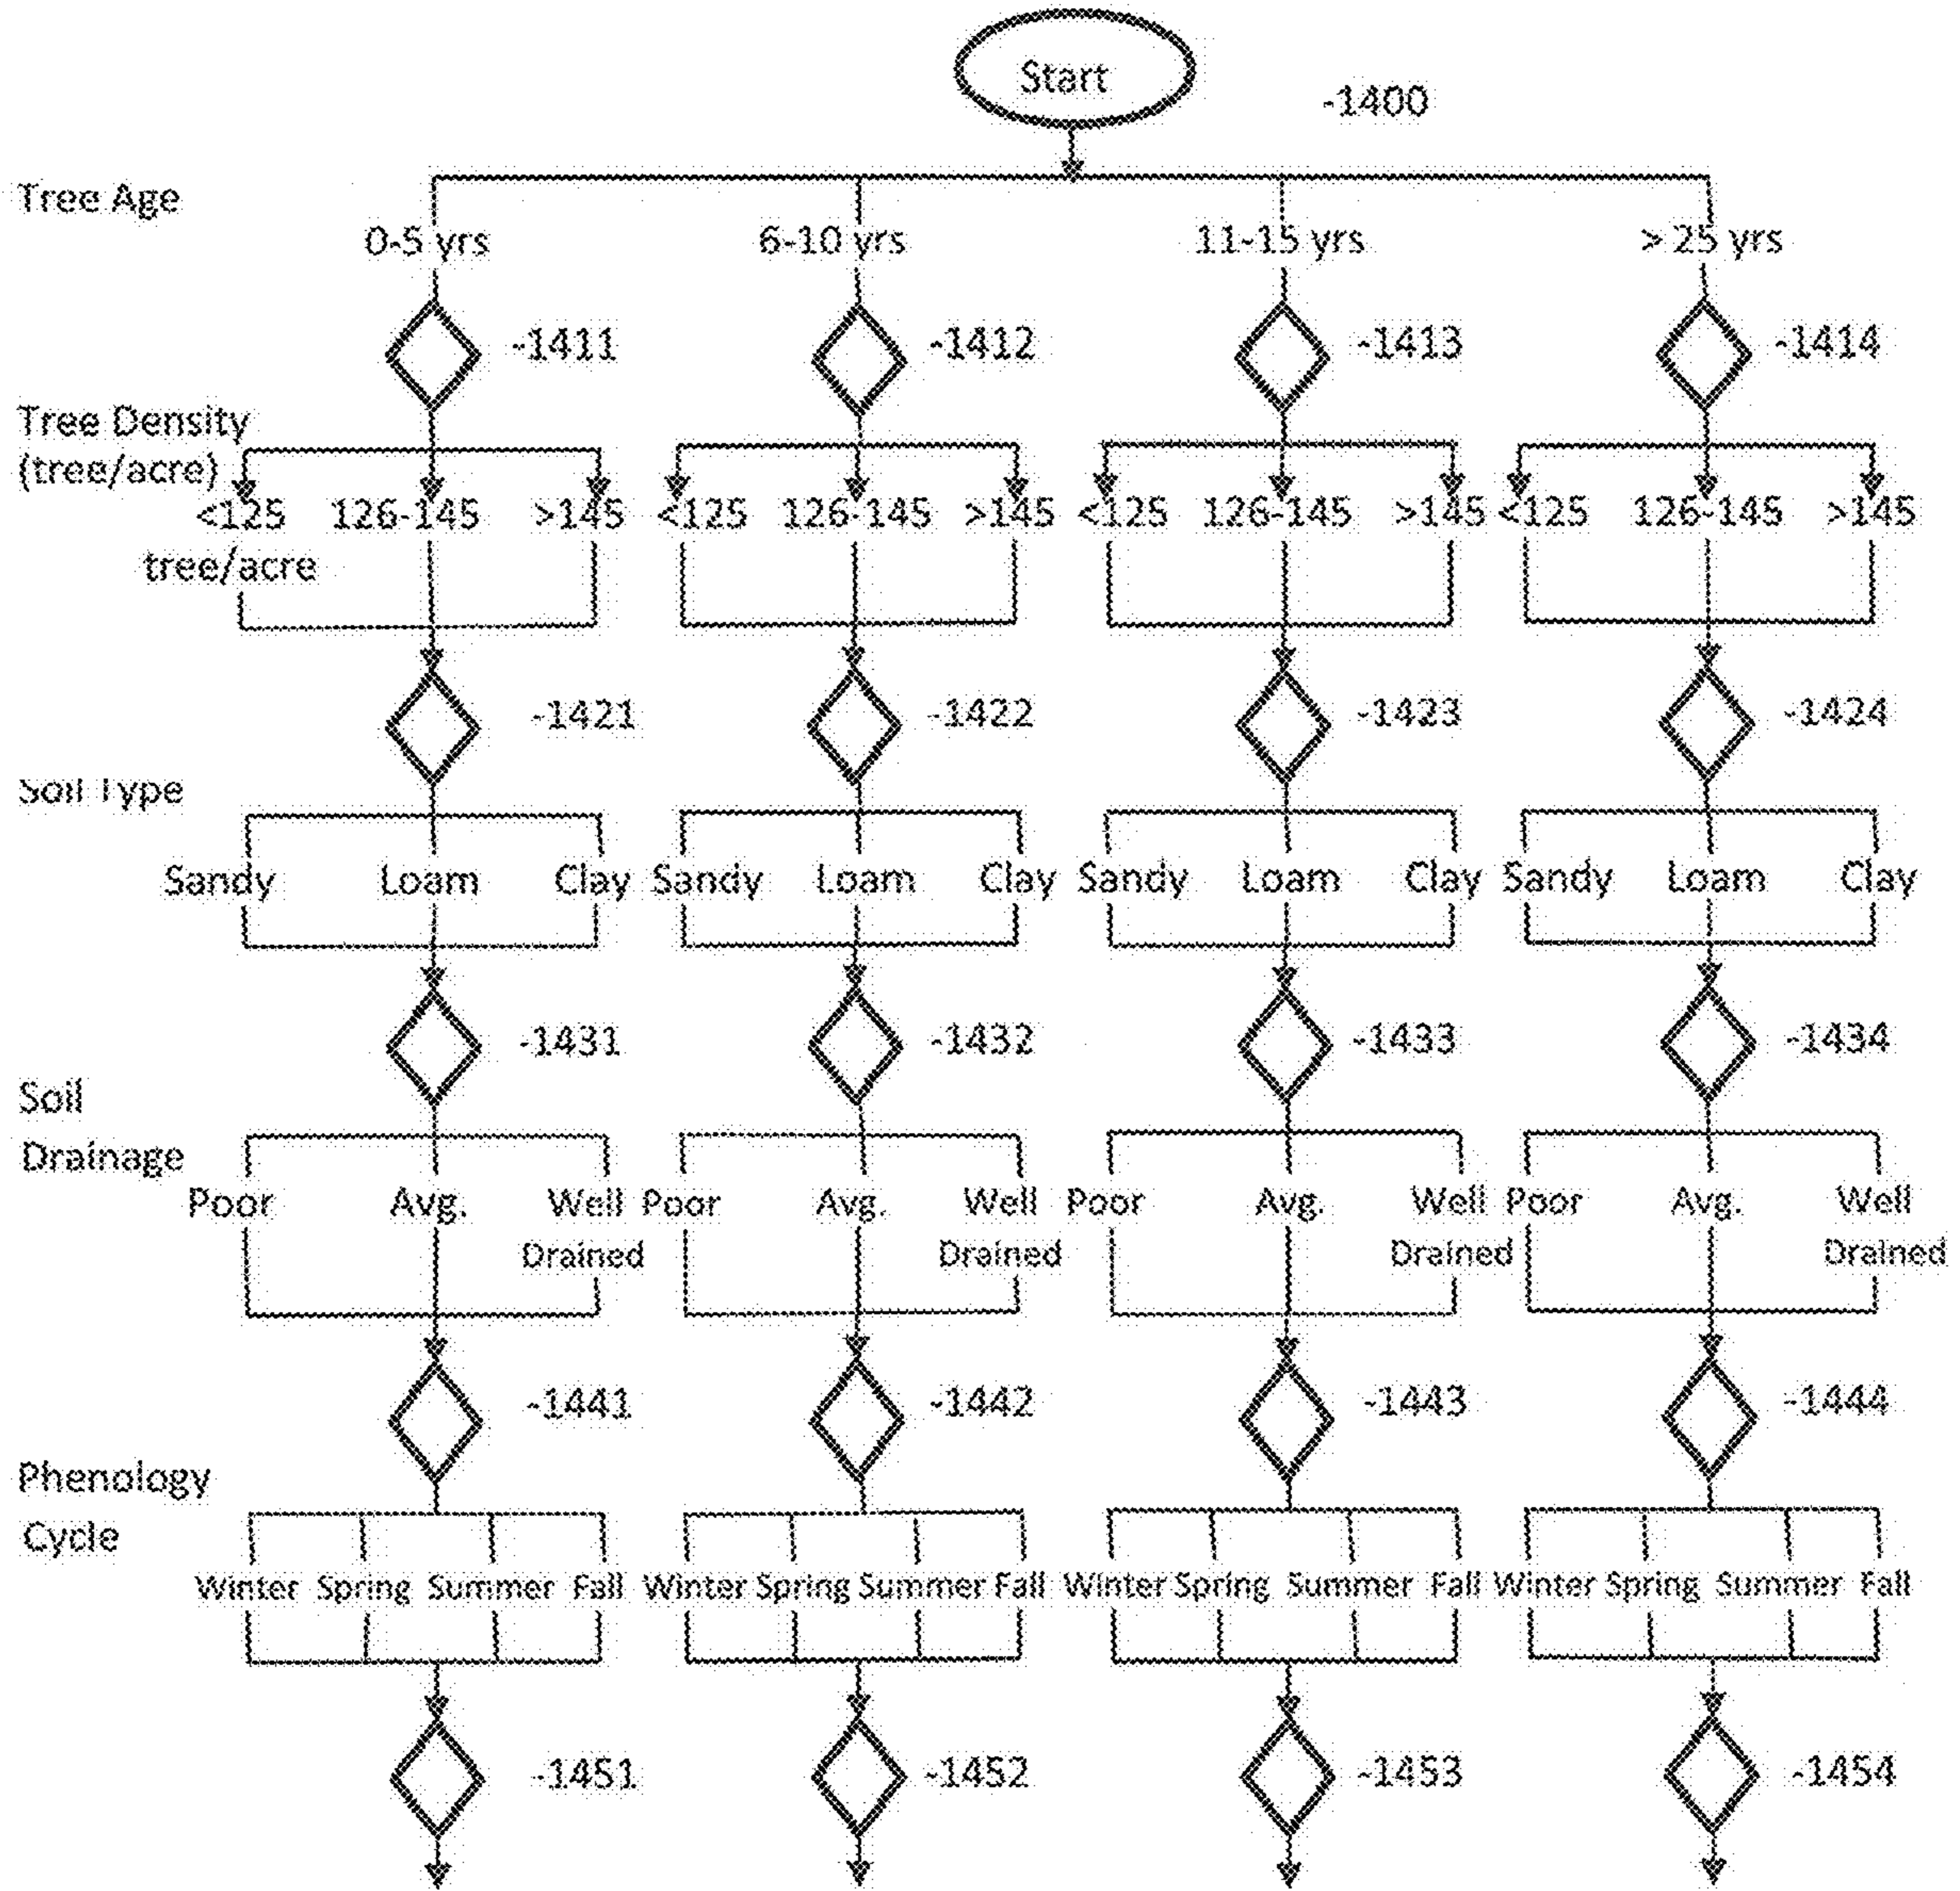 Start
-1400
Tree Age
0-5 yrs 6-10 yrs 11-15 yrs > 25 yrs
-1411 -1412 -1413 -1414
Tree Density
(tree/acre)
<125 126-145 >145 <125 126-145 >145 <125 126-145 >145 <125 126-145 >145
tree/acre
-1421 -1422 -1423 -1424
Soil Type
Sandy Loam Clay Sandy Loam Clay Sandy Loam Clay Sandy Loam Clay
-1431 -1432 -1433 -1434
Soil
Drainage
Poor Avg. Well Poor Avg. Well Poor Avg. Well Poor Avg. Well
Drained Drained Drained Drained
-1441 -1442 -1443 -1444
Phenology
Cycle
Winter Spring Summer Fall Winter Spring Summer Fall Winter Spring Summer Fall Winter Spring Summer Fall
-1451 -1452 -1453 -1454